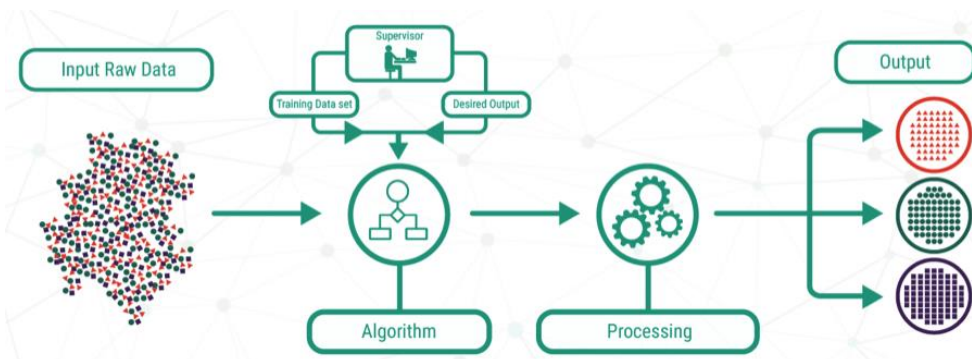 Input Raw Data
Supervisor
Training Data set
Desired Output
Algorithm
Processing
Output